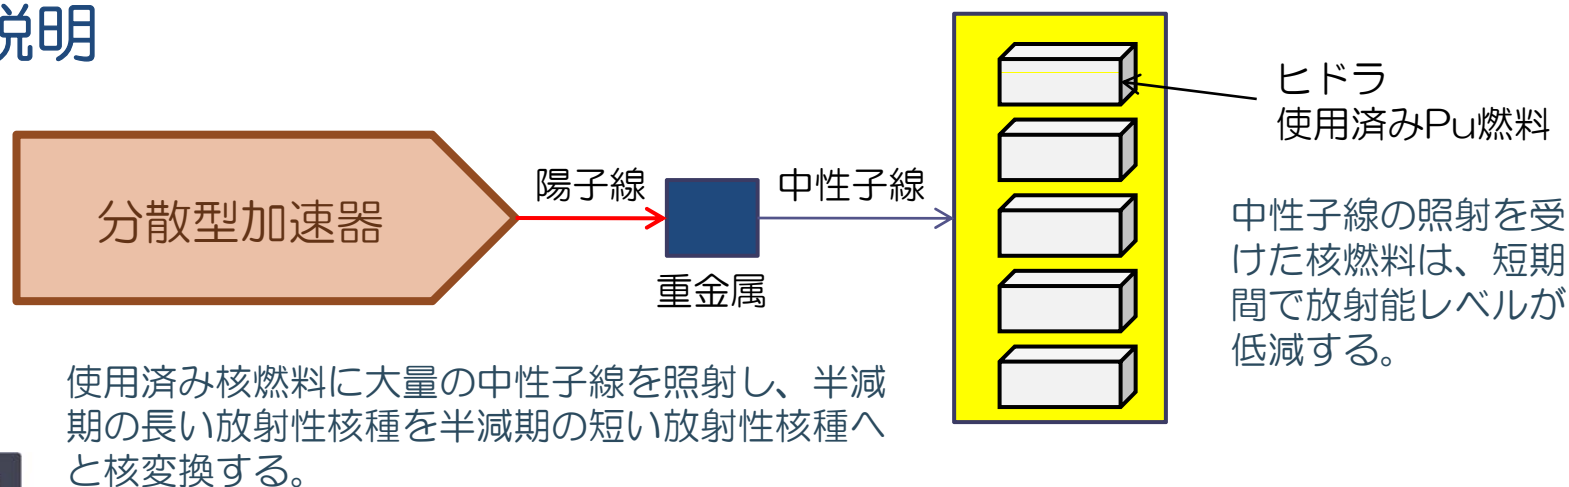 説明
ヒドラ
使用済みPu燃料
陽子線
中性子線
分散型加速器
重金属
中性子線の照射を受
けた核燃料は、短期
間で放射能レベルが
低減する。
使用済み核燃料に大量の中性子線を照射し、半減
期の長い放射性核種を半減期の短い放射性核種へ
と核変換する。